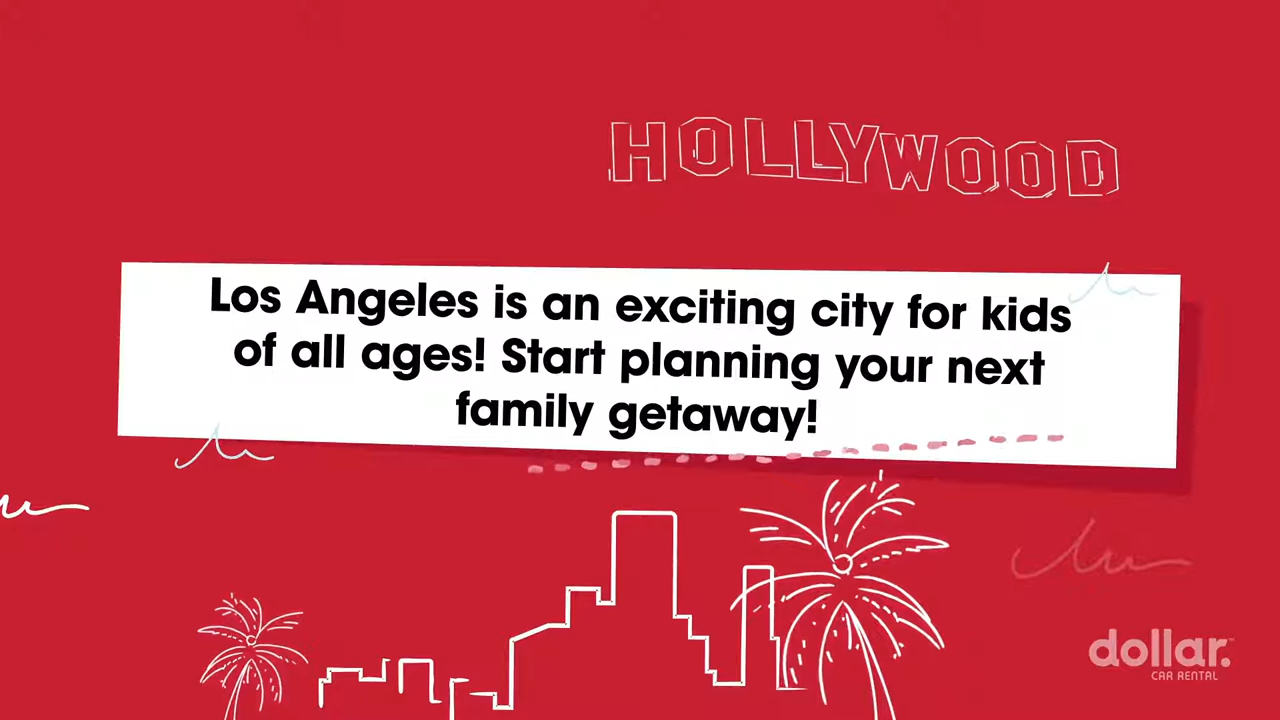 HOLLYWOOD
Los Angeles is an exciting city for kids
of all ages! Start planning your next
family getaway!
dollar.
CAR RENTAL